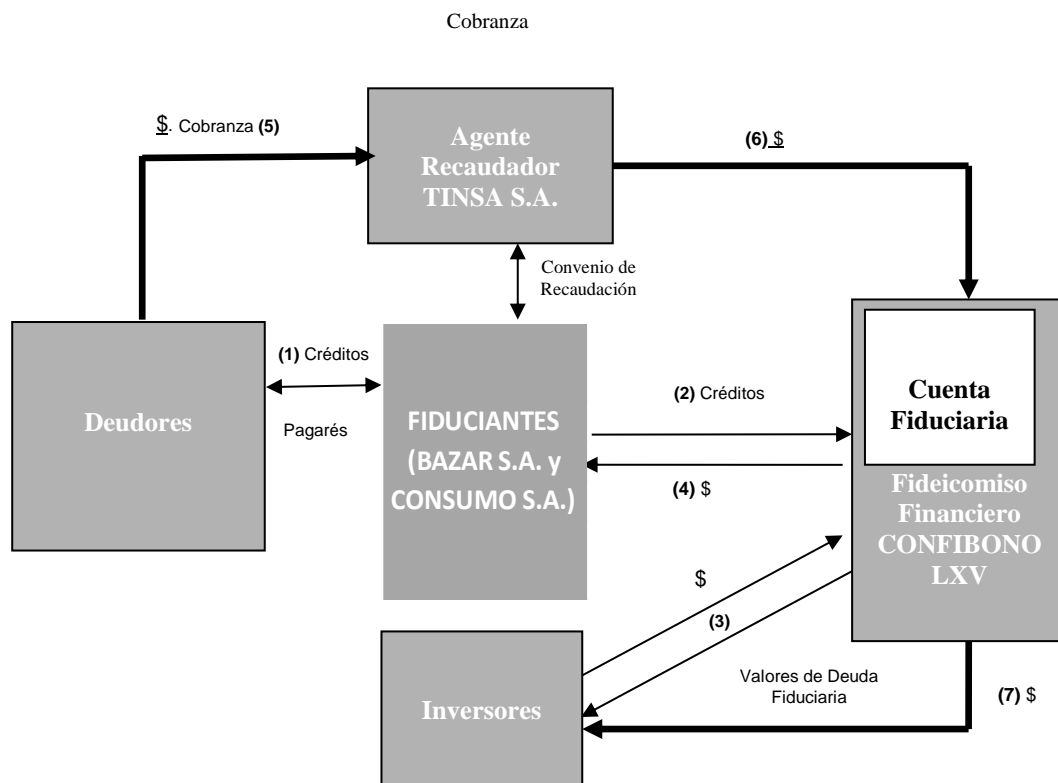 Cobranza
$. Cobranza (5)
Agente
Recaudador
TINSA S.A.
(6) $
Convenio de
Recaudación
Deudores
(1) Créditos
Pagarés
FIDUCIANTES
(BAZAR S.A. y
CONSUMO S.A.)
(2) Créditos
(4) $
Cuenta
Fiduciaria
Fideicomiso
Financiero
CONFIBONO
LXV
$
(3)
Valores de Deuda
Fiduciaria
Inversores
(7) $